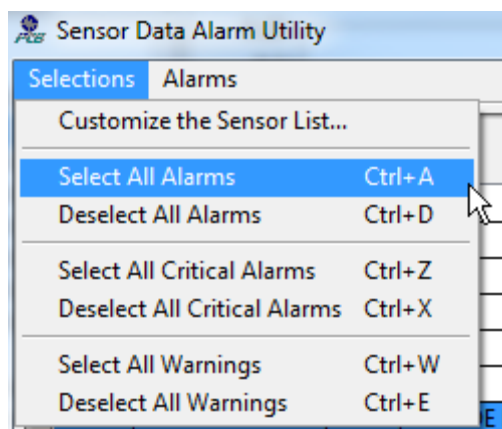 Sensor Data Alarm Utility
Selections Alarms
Customize the Sensor List...
Select All Alarms Ctrl+A
Deselect All Alarms Ctrl+D
Select All Critical Alarms Ctrl+Z
Deselect All Critical Alarms Ctrl+X
Select All Warnings Ctrl+W
Deselect All Warnings Ctrl+E